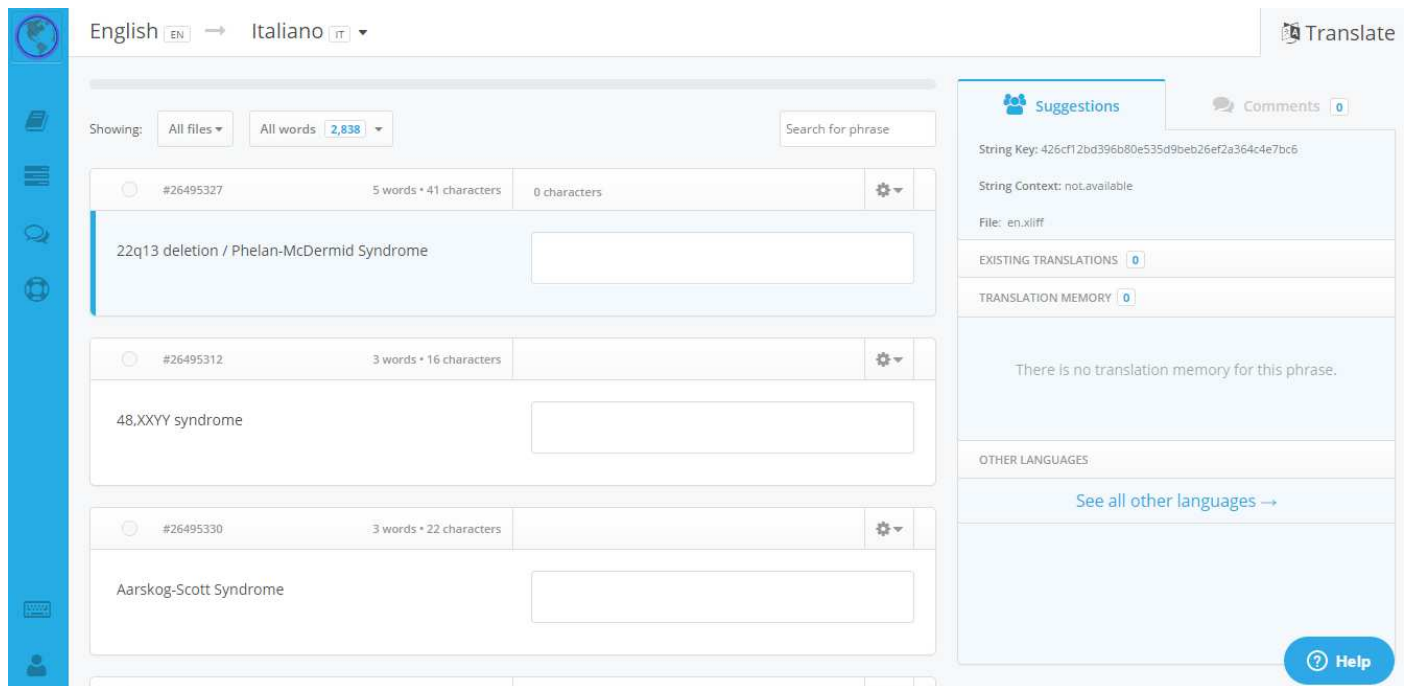 English EN → Italiano IT
Translate
Showing: All files All words 2,838 Search for phrase
#26495327 5 words • 41 characters 0 characters
22q13 deletion / Phelan-McDermid Syndrome
#26495312 3 words • 16 characters
48,XXYY syndrome
#26495330 3 words • 22 characters
Aarskog-Scott Syndrome
Suggestions Comments 0
String Key: 426cf12bd396b80e535d9beb26ef2a364c4e7bc6
String Context: not.available
File: en.xliff
EXISTING TRANSLATIONS 0
TRANSLATION MEMORY 0
There is no translation memory for this phrase.
OTHER LANGUAGES
See all other languages →
Help